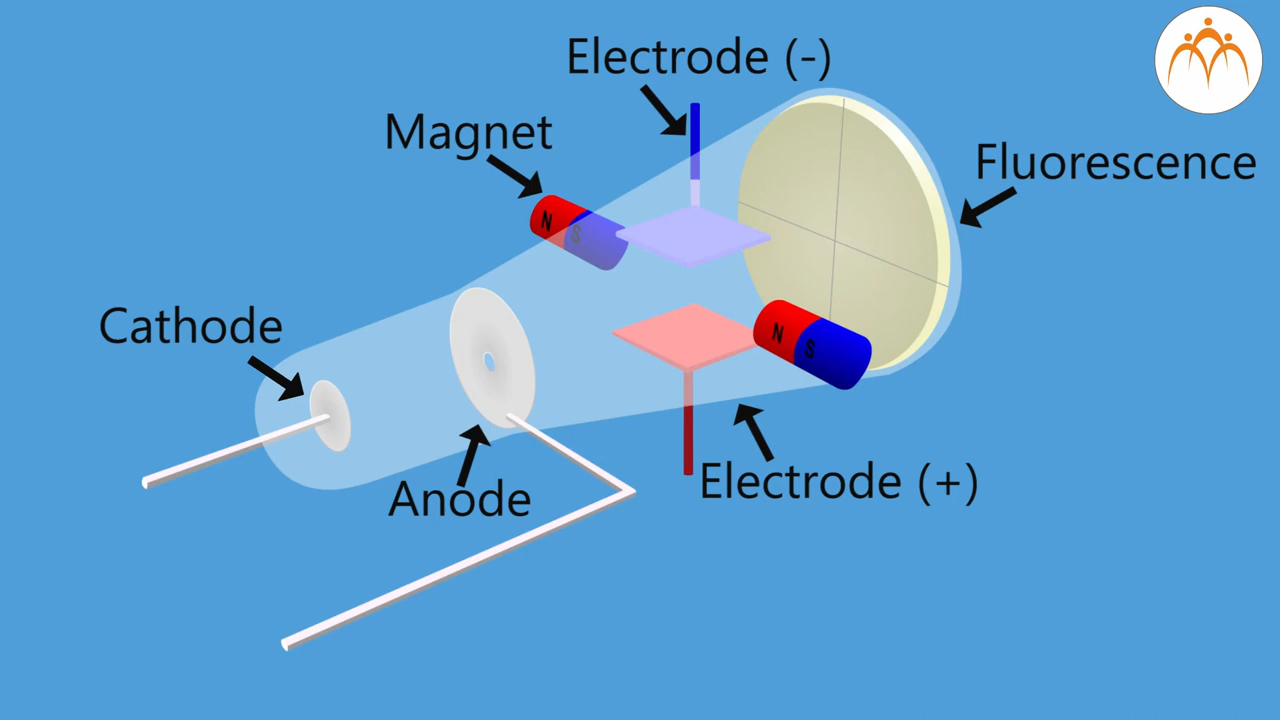 Electrode (-)
Magnet
Fluorescence
N
S
Cathode
N
S
Anode
Electrode (+)